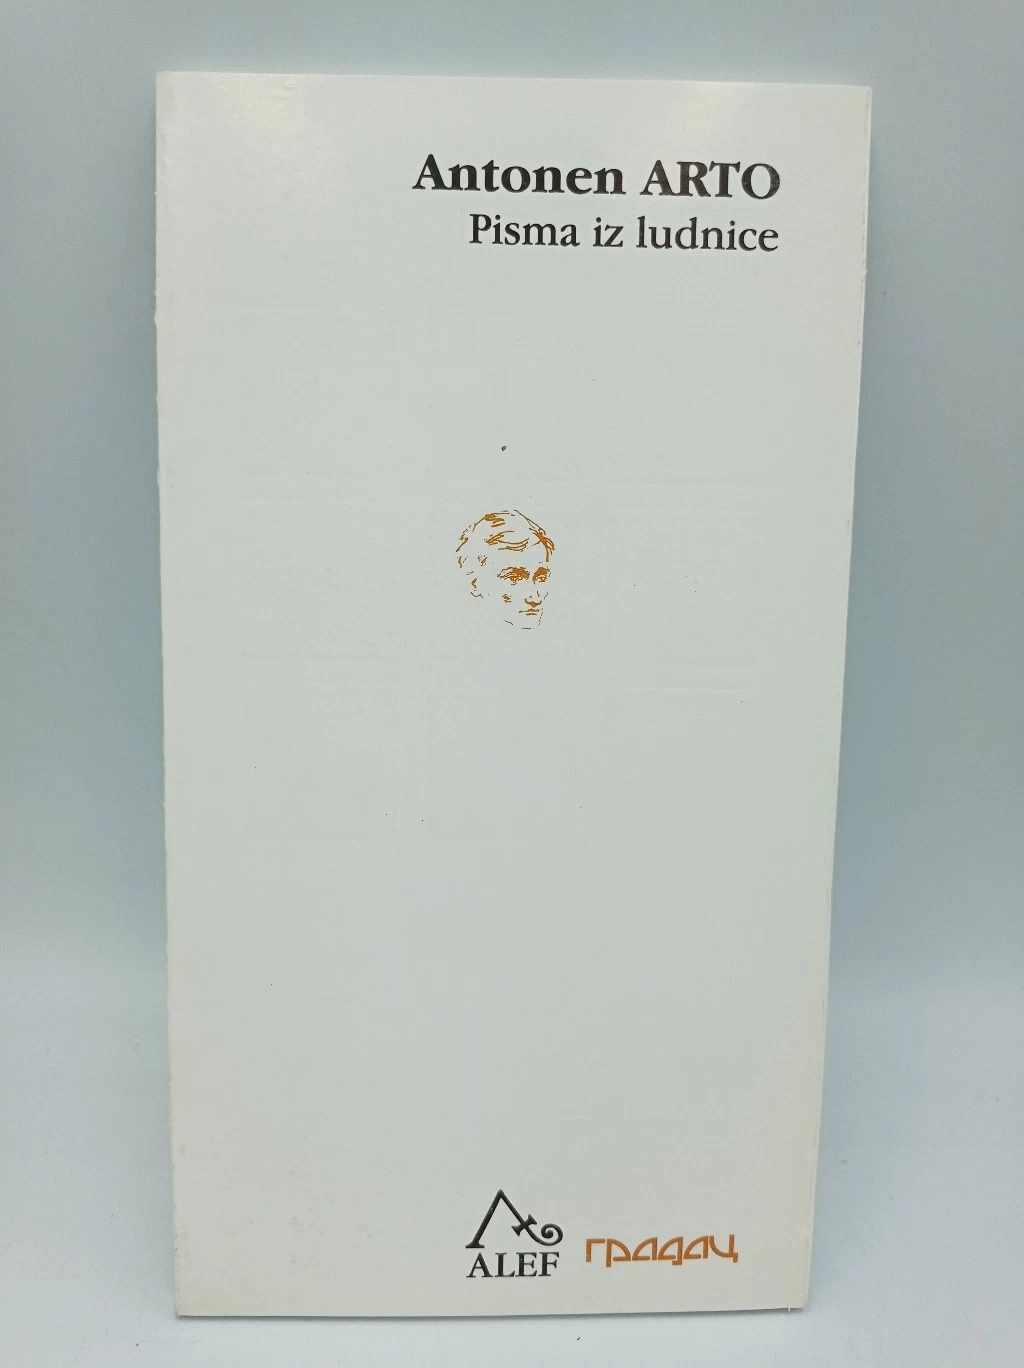 Antonen ARTO
Pisma iz ludnice
ALEF
градац